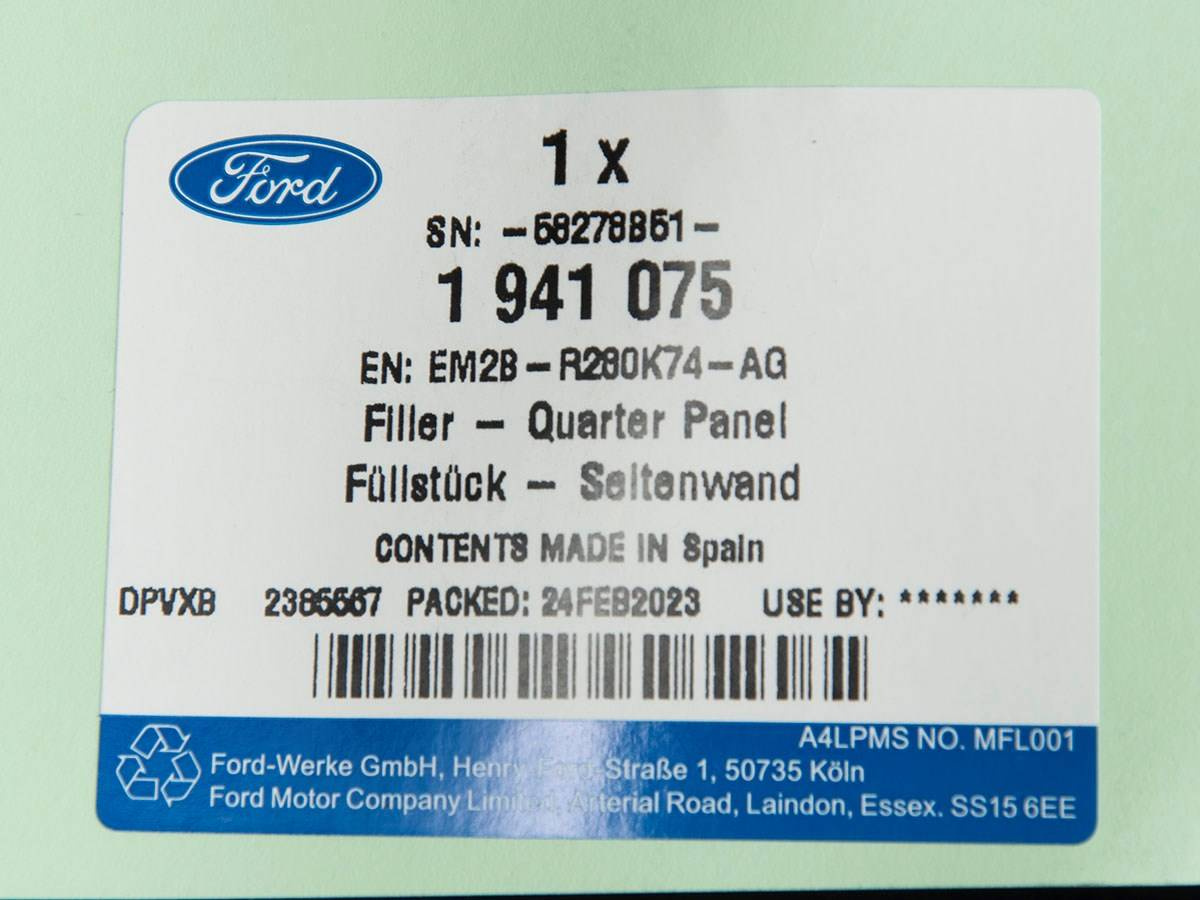 Ford
1 x
SN: -58278B51-
1 941 075
EN: EM2B-R280K74-AG
Filler - Quarter Panel
Füllstück - Seitenwand
CONTENTS MADE IN Spain
DPVXB 2385567 PACKED: 24FEB2023 USE BY: *******
A4LPMS NO. MFL001
Ford-Werke GmbH, Henry-Ford-Straße 1, 50735 Köln
Ford Motor Company Limited, Arterial Road, Laindon, Essex. SS15 6EE